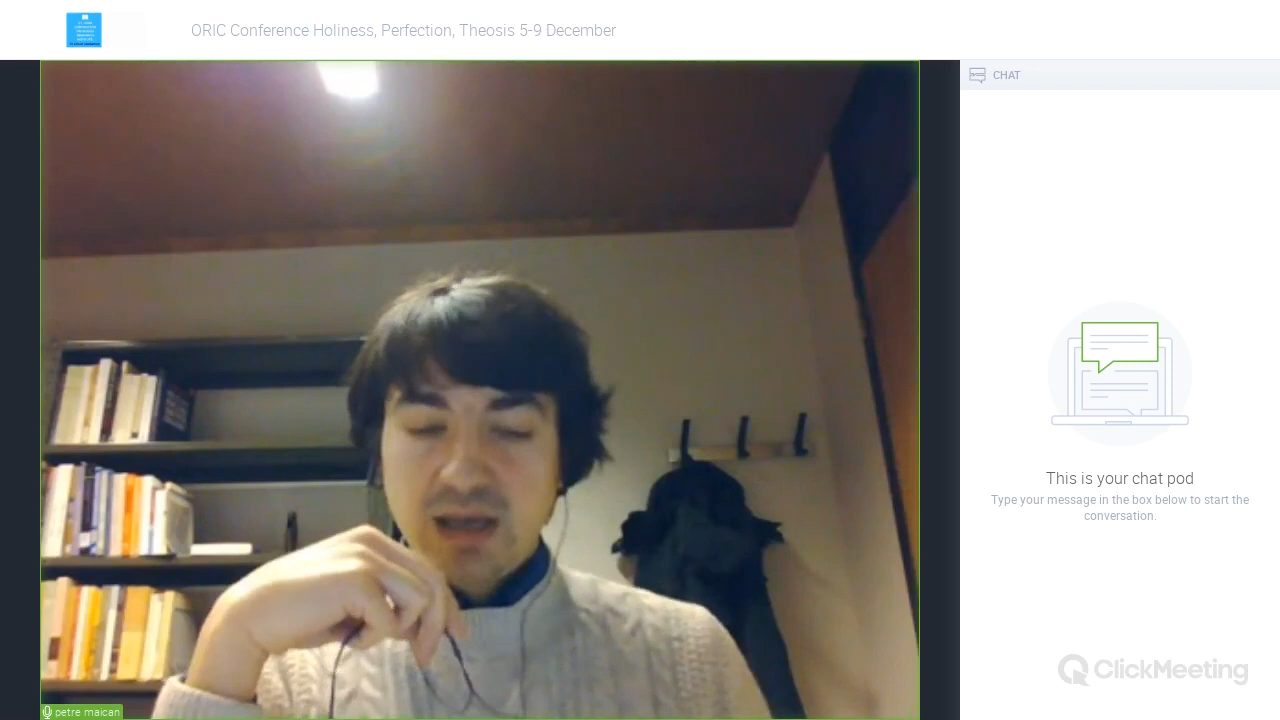 ORIC Conference Holiness, Perfection, Theosis 5-9 December
CHAT
This is your chat pod
Type your message in the box below to start the
conversation.
ClickMeeting
petre maican